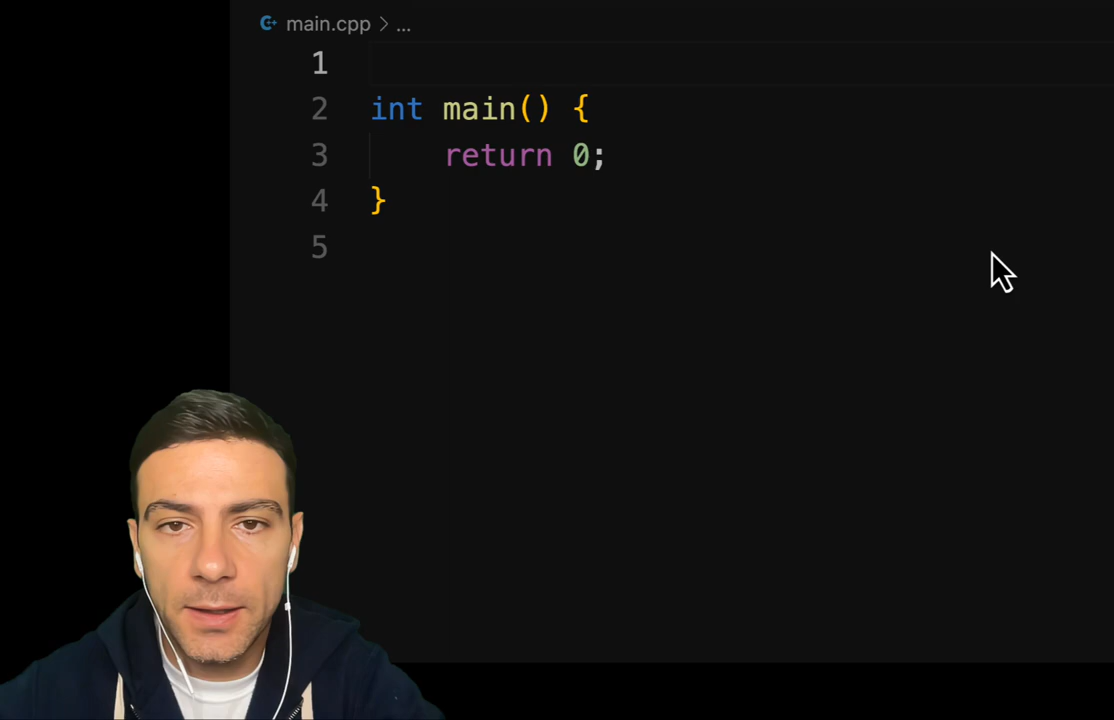 main.cpp > ...
1
2 int main() {
3 return 0;
4 }
5